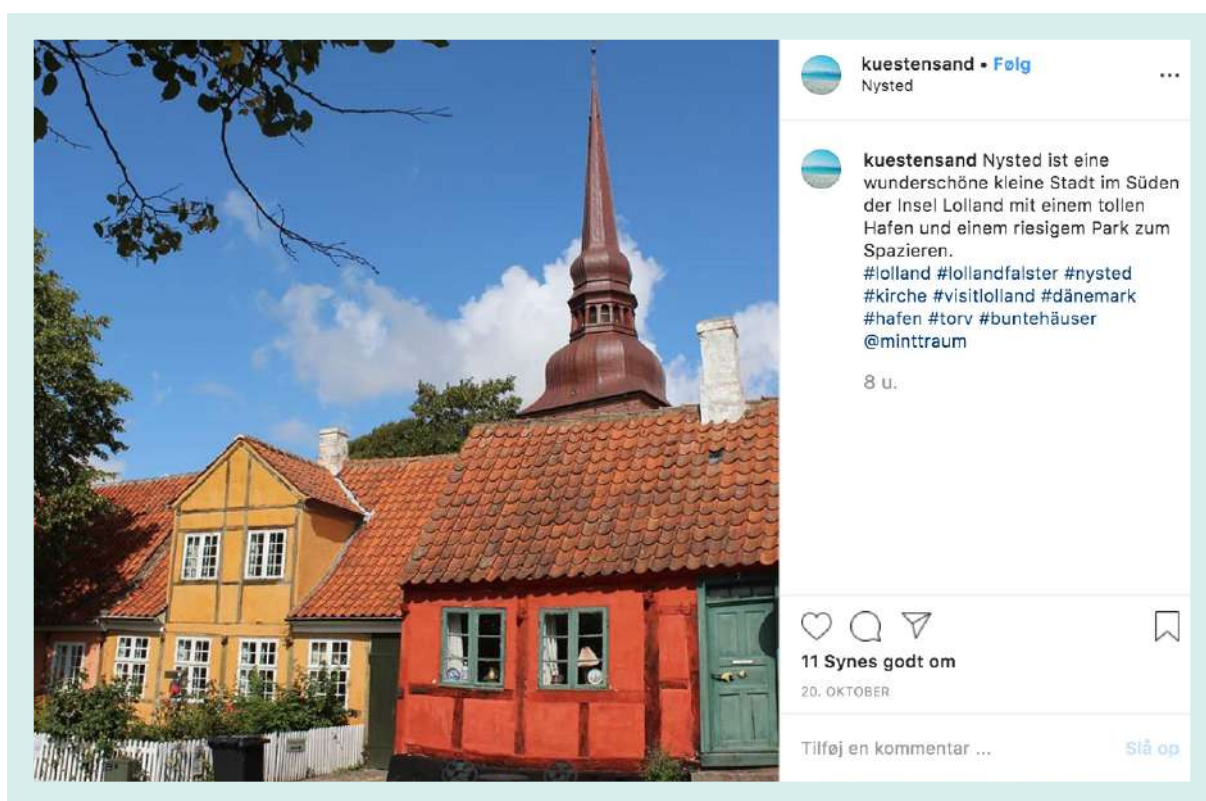 kuestensand • Følg
Nysted
kuestensand Nysted ist eine
wunderschöne kleine Stadt im Süden
der Insel Lolland mit einem tollen
Hafen und einem riesigem Park zum
Spazieren.
#lolland #lollandfalster #nysted
#kirche #visitlolland #dänemark
#hafen #torv #buntehäuser
@minttraum
8 u.
11 Synes godt om
20. OKTOBER
Tilføj en kommentar ...
Slå op